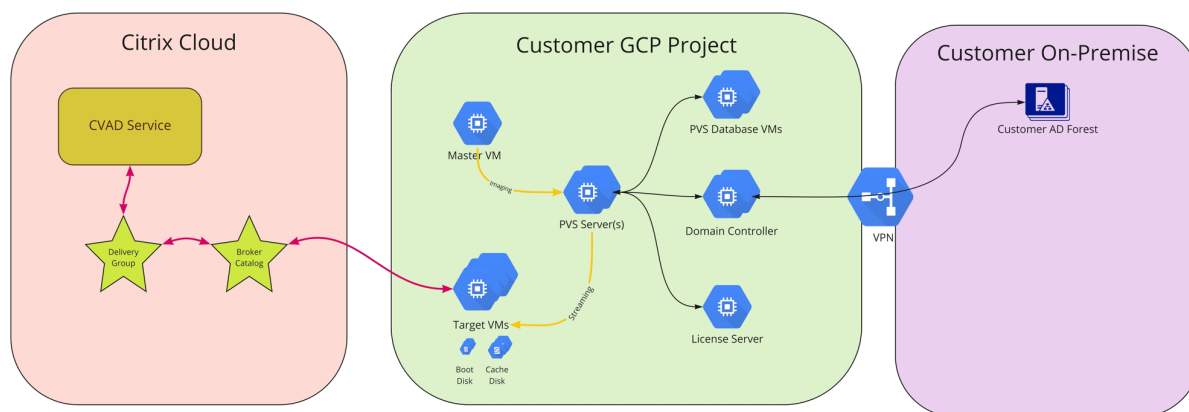 Citrix Cloud
CVAD Service
Delivery
Group
Broker
Catalog
Customer GCP Project
Master VM
Imaging
PVS Server(s)
PVS Database VMs
Domain Controller
License Server
Streaming
Target VMs
Boot
Disk
Cache
Disk
VPN
Customer On-Premise
Customer AD Forest